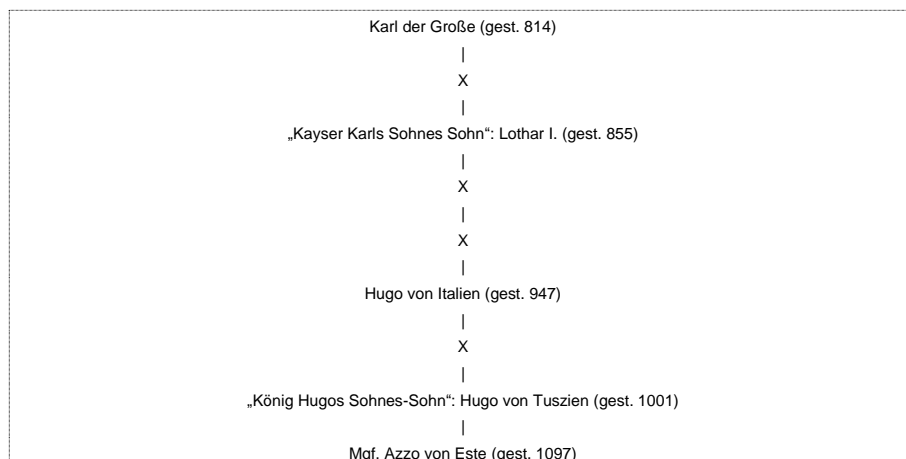 Karl der Große (gest. 814)
|
X
|
„Kayser Karls Sohnes Sohn“: Lothar I. (gest. 855)
|
X
|
X
|
Hugo von Italien (gest. 947)
|
X
|
„König Hugos Sohnes-Sohn“: Hugo von Tuszien (gest. 1001)
|
Mgf. Azzo von Este (gest. 1097)